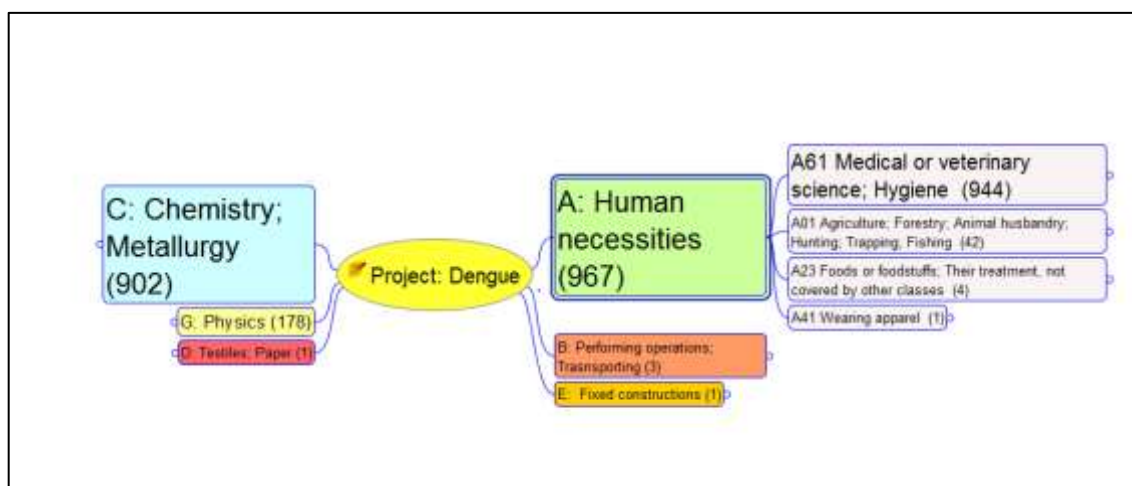 C: Chemistry;
Metallurgy
(902)
G: Physics (178)
D: Testiles; Paper (1)
Project: Dengue
A: Human
necessities
(967)
B: Performing operations;
Trasnsporting (3)
E: Fixed constructions (1)
A61 Medical or veterinary
science; Hygiene (944)
A01 Agriculture; Forestry; Animal husbandry;
Hunting; Trapping; Fishing (42)
A23 Foods or foodstuffs; Their treatment, not
covered by other classes (4)
A41 Wearing apparel (1)